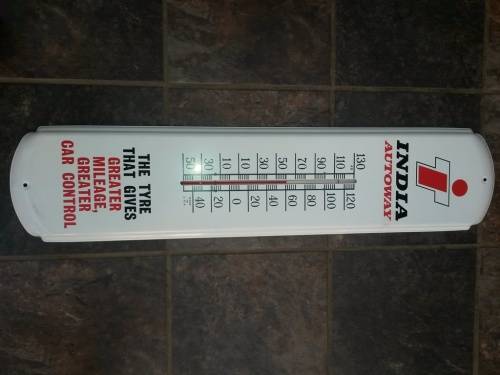 INDIA
AUTOWAY
130
120
110
100
90
80
70
60
50
40
30
20
10
0
10
20
30
40
50
THE TYRE
THAT GIVES
GREATER
MILEAGE,
GREATER
CAR CONTROL